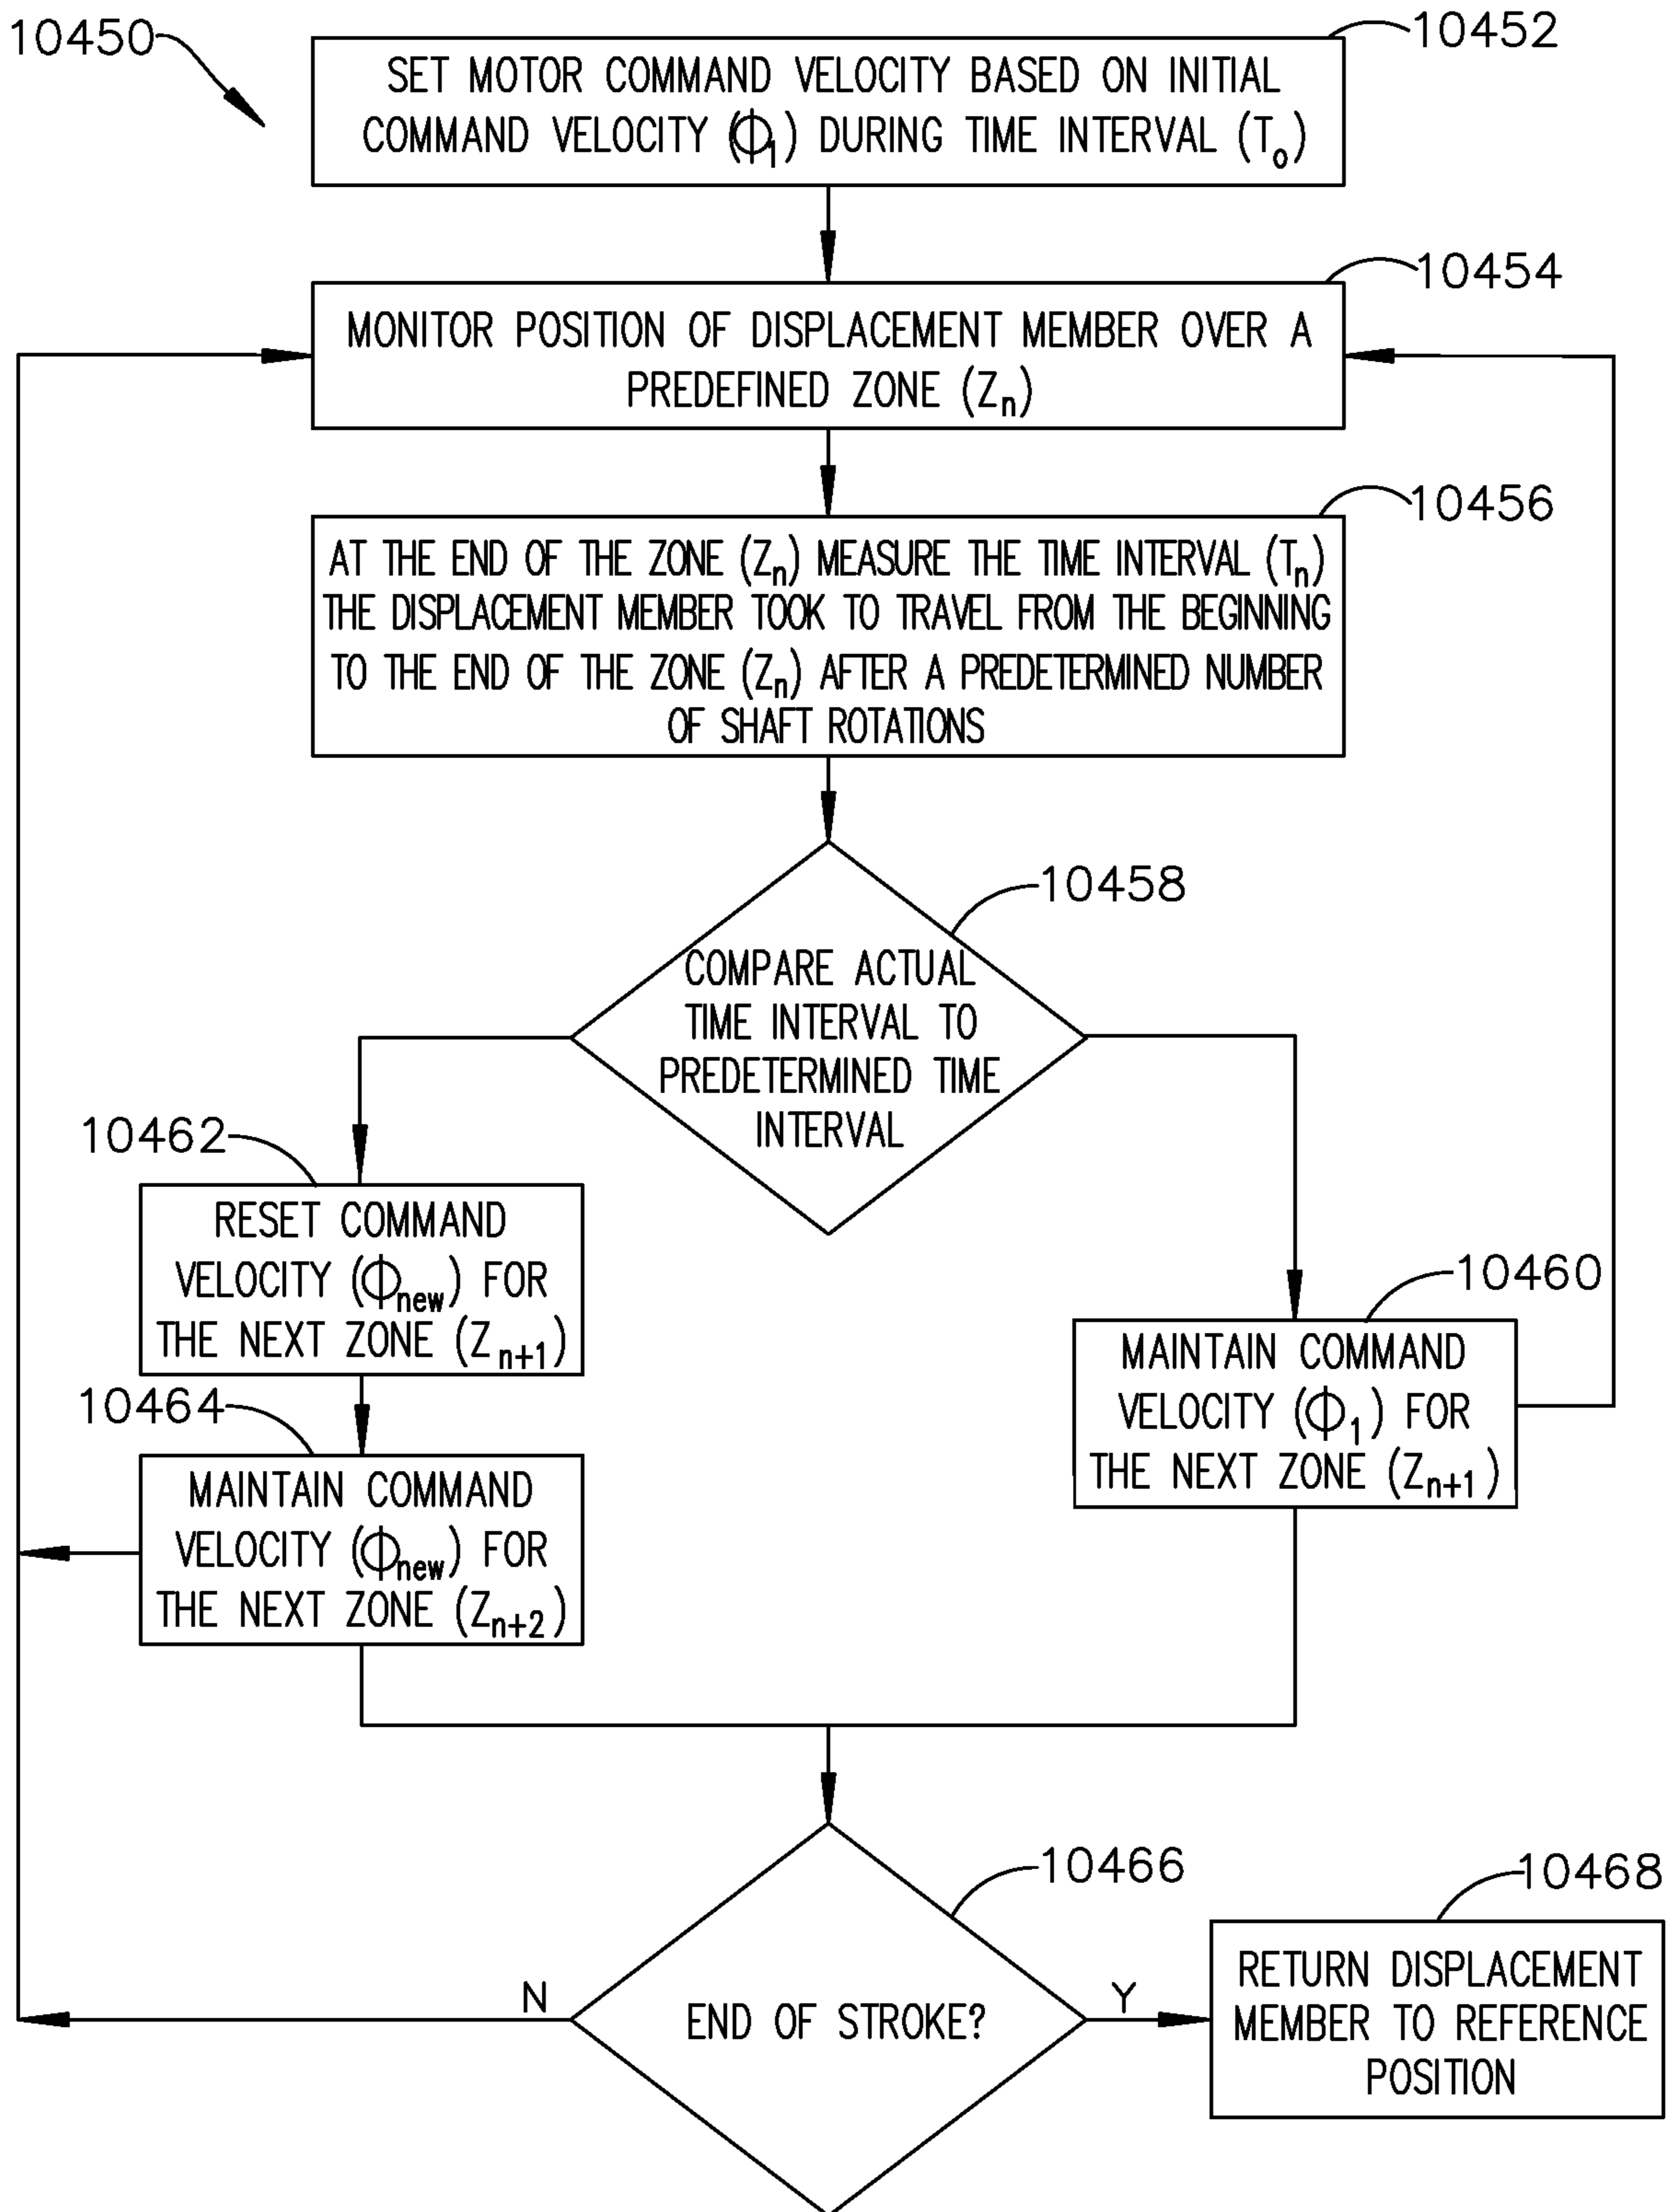 10450
10452
SET MOTOR COMMAND VELOCITY BASED ON INITIAL
COMMAND VELOCITY (ϕ₁) DURING TIME INTERVAL (Tₒ)
10454
MONITOR POSITION OF DISPLACEMENT MEMBER OVER A
PREDEFINED ZONE (Zₙ)
10456
AT THE END OF THE ZONE (Zₙ) MEASURE THE TIME INTERVAL (Tₙ)
THE DISPLACEMENT MEMBER TOOK TO TRAVEL FROM THE BEGINNING
TO THE END OF THE ZONE (Zₙ) AFTER A PREDETERMINED NUMBER
OF SHAFT ROTATIONS
10458
COMPARE ACTUAL
TIME INTERVAL TO
PREDETERMINED TIME
INTERVAL
10462
RESET COMMAND
VELOCITY (ϕnew) FOR
THE NEXT ZONE (Zn+1)
10460
MAINTAIN COMMAND
VELOCITY (ϕ₁) FOR
THE NEXT ZONE (Zn+1)
10464
MAINTAIN COMMAND
VELOCITY (ϕnew) FOR
THE NEXT ZONE (Zn+2)
10466
END OF STROKE?
N
Y
10468
RETURN DISPLACEMENT
MEMBER TO REFERENCE
POSITION